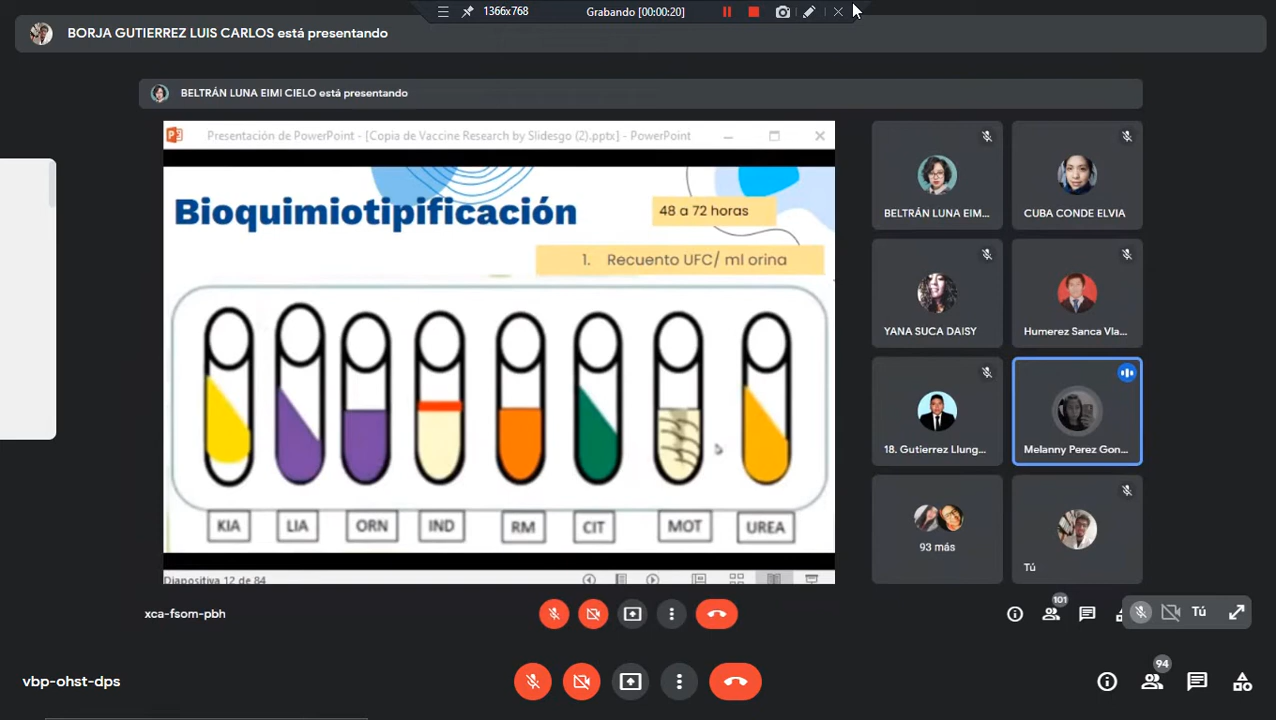 1366x768
Grabando [00:00:20]
BORJA GUTIERREZ LUIS CARLOS está presentando
BELTRÁN LUNA EIMI CIELO está presentando
Presentación de PowerPoint - [Copia de Vaccine Research by Slidesgo (2).pptx] - PowerPoint
Bioquimiotipificación
48 a 72 horas
1. Recuento UFC/ ml orina
KIA
LIA
ORN
IND
RM
CIT
MOT
UREA
Diapositiva 12 de 84
BELTRÁN LUNA EIM...
CUBA CONDE ELVIA
YANA SUCA DAISY
Humerez Sanca Vla...
18. Gutierrez Llung...
Melanny Perez Gon...
93 más
Tú
xca-fsom-pbh
101
Tú
vbp-ohst-dps
94